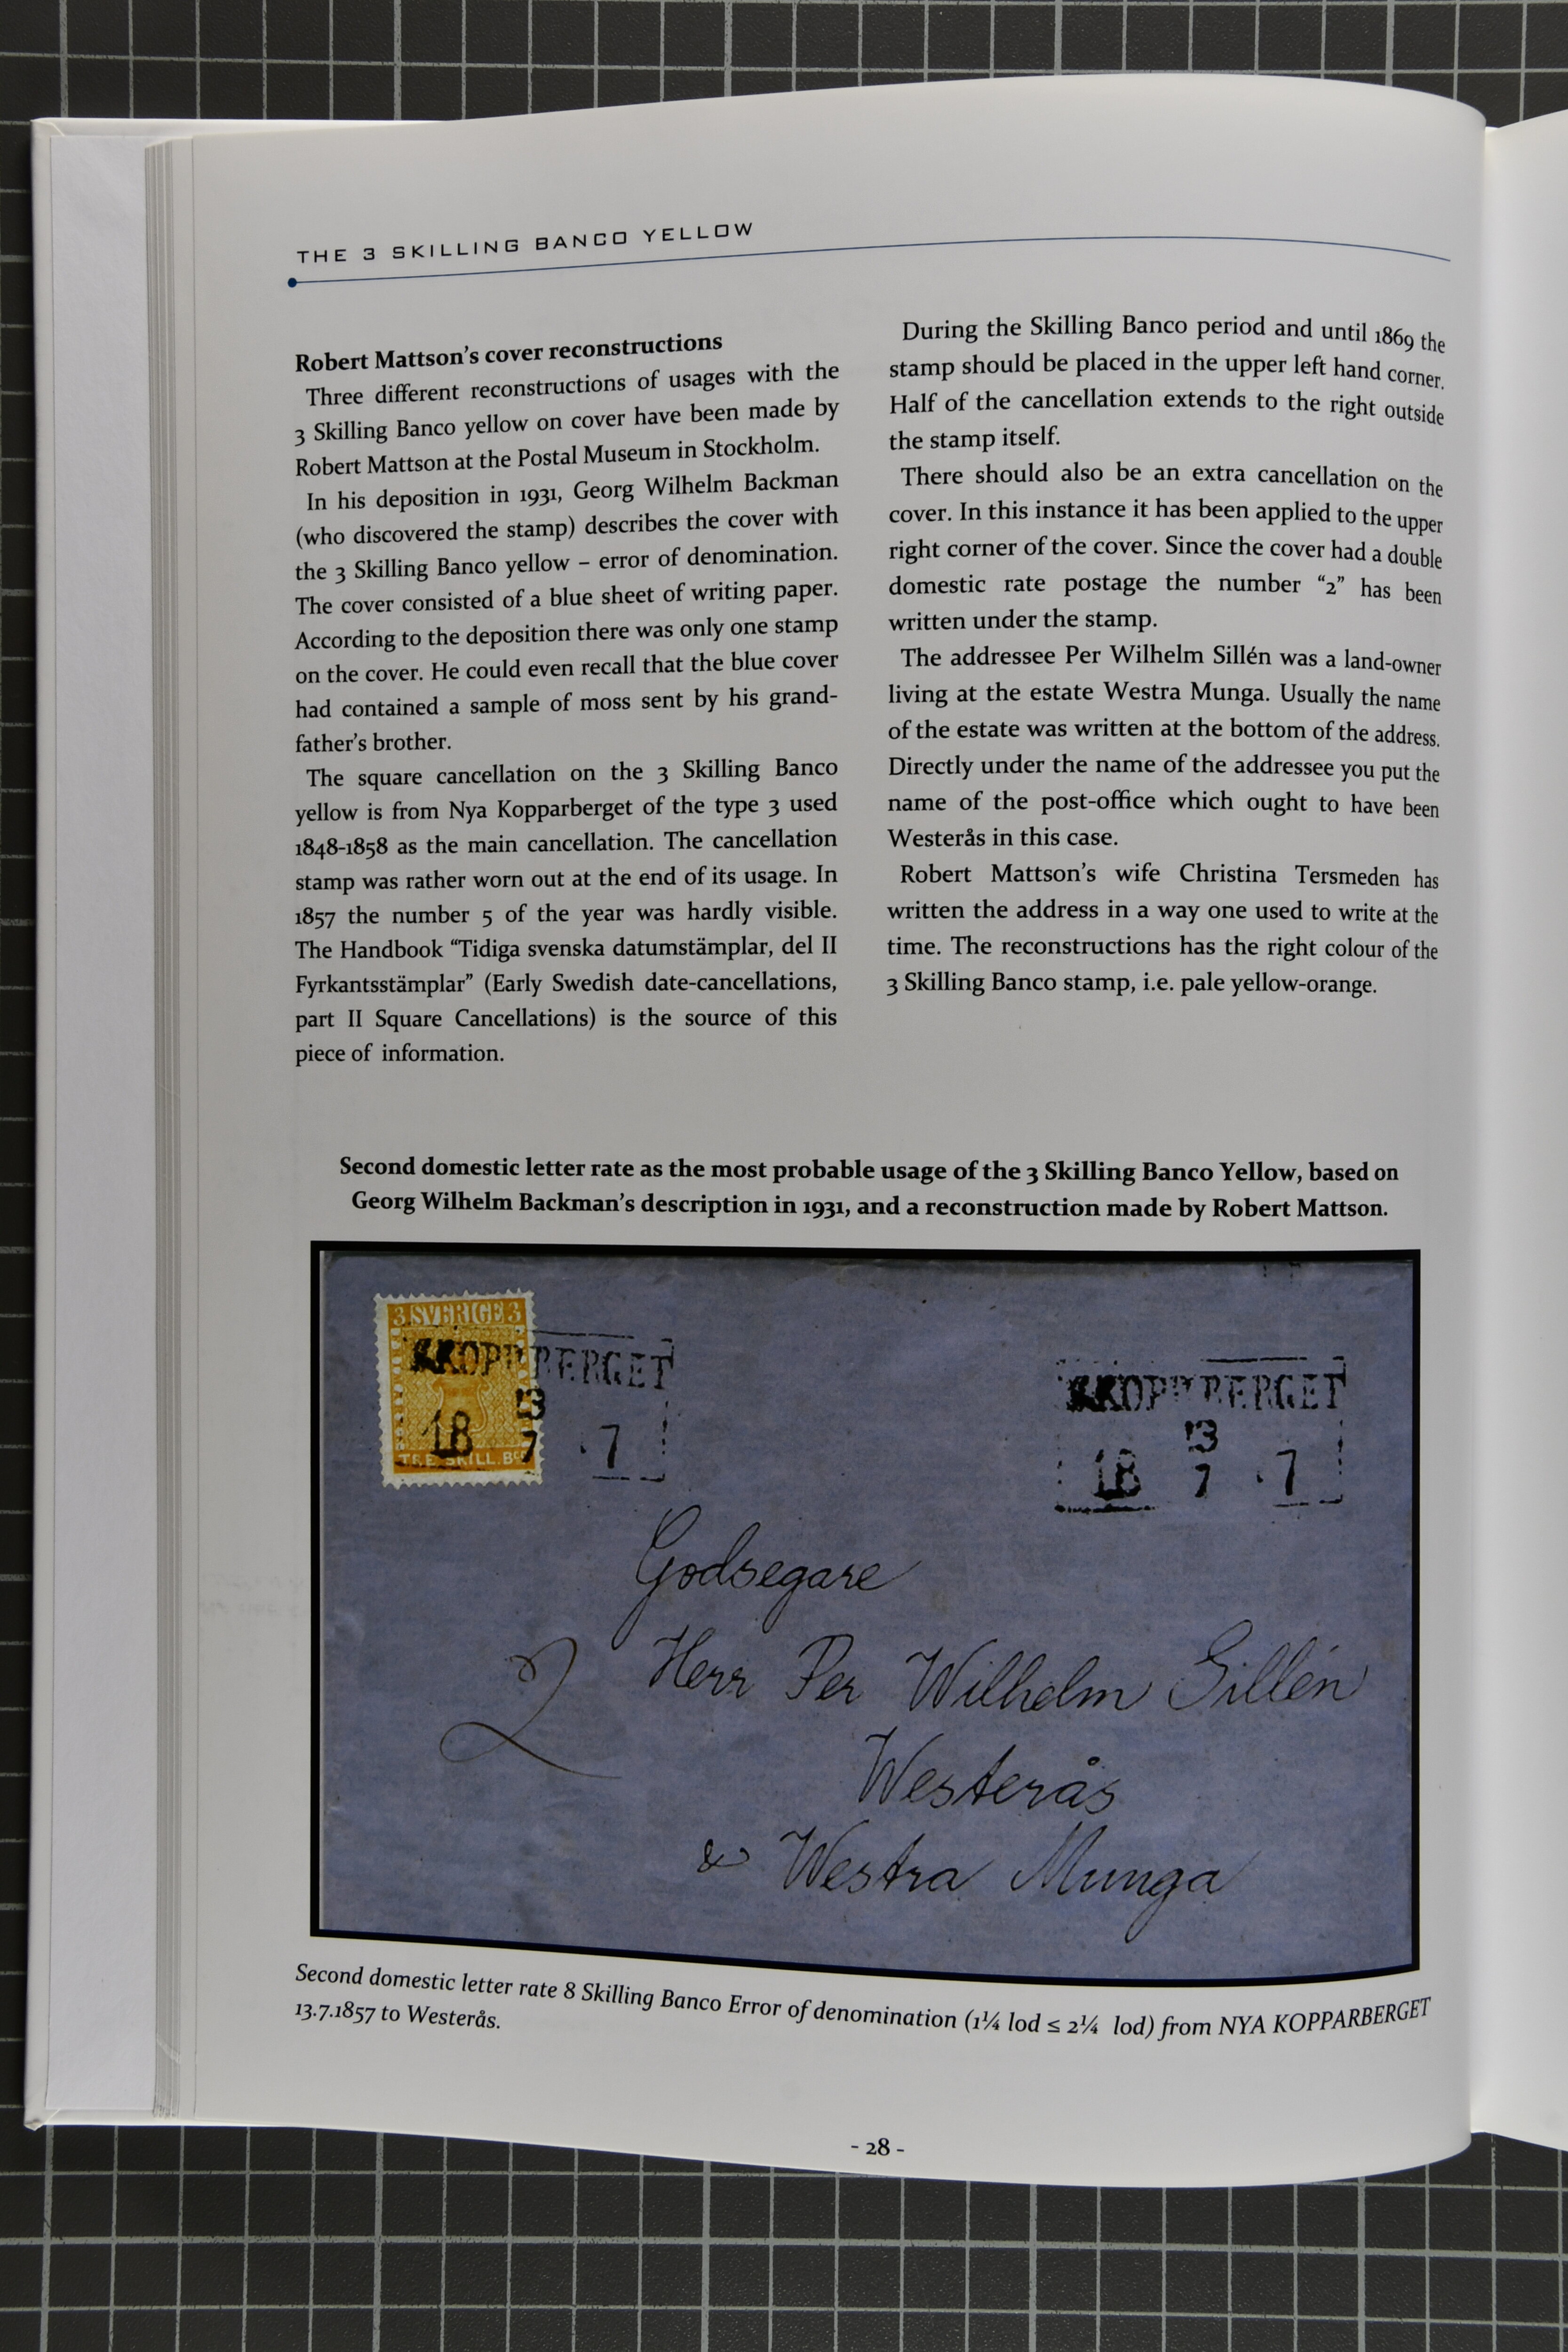 THE 3 SKILLING BANCO YELLOW
Robert Mattson's cover reconstructions
Three different reconstructions of usages with the
3 Skilling Banco yellow on cover have been made by
Robert Mattson at the Postal Museum in Stockholm.
In his deposition in 1931, Georg Wilhelm Backman
(who discovered the stamp) describes the cover with
the 3 Skilling Banco yellow – error of denomination.
The cover consisted of a blue sheet of writing paper.
According to the deposition there was only one stamp
on the cover. He could even recall that the blue cover
had contained a sample of moss sent by his grand-
father's brother.
The square cancellation on the 3 Skilling Banco
yellow is from Nya Kopparberget of the type 3 used
1848-1858 as the main cancellation. The cancellation
stamp was rather worn out at the end of its usage. In
1857 the number 5 of the year was hardly visible.
The Handbook “Tidiga svenska datumstämplar, del II
Fyrkantsstämplar” (Early Swedish date-cancellations,
part II Square Cancellations) is the source of this
piece of information.
During the Skilling Banco period and until 1869 the
stamp should be placed in the upper left hand corner.
Half of the cancellation extends to the right outside
the stamp itself.
There should also be an extra cancellation on the
cover. In this instance it has been applied to the upper
right corner of the cover. Since the cover had a double
domestic rate postage the number “2” has been
written under the stamp.
The addressee Per Wilhelm Sillén was a land-owner
living at the estate Westra Munga. Usually the name
of the estate was written at the bottom of the address.
Directly under the name of the addressee you put the
name of the post-office which ought to have been
Westerås in this case.
Robert Mattson's wife Christina Tersmeden has
written the address in a way one used to write at the
time. The reconstructions has the right colour of the
3 Skilling Banco stamp, i.e. pale yellow-orange.
Second domestic letter rate as the most probable usage of the 3 Skilling Banco Yellow, based on
Georg Wilhelm Backman's description in 1931, and a reconstruction made by Robert Mattson.
3 SVERIGE 3
TRE SKILL. Bco
13
18 7 7
13
18 7 7
Godsegare
2 Herr Per Wilhelm Sillén
Westerås
& Westra Munga
Second domestic letter rate 8 Skilling Banco Error of denomination (1¼ lod ≤ 2¼ lod) from NYA KOPPARBERGET
13.7.1857 to Westerås.
- 28 -